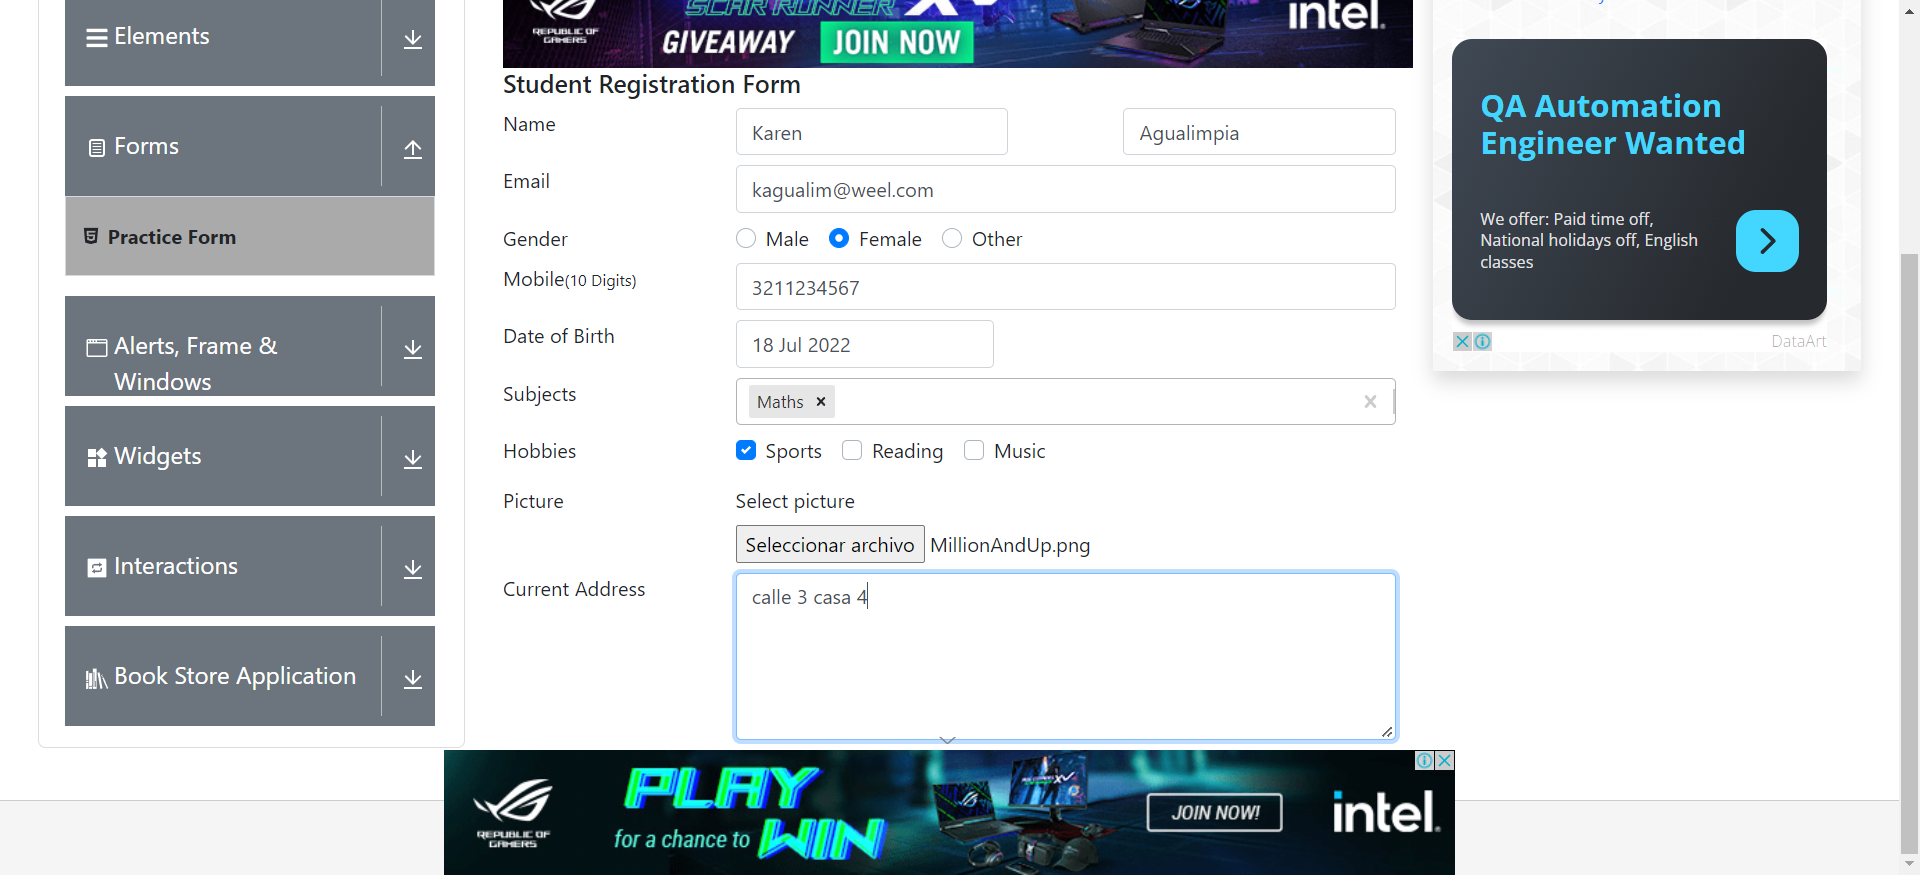 Elements
Forms
Practice Form
Alerts, Frame &
Windows
Widgets
Interactions
Book Store Application
REPUBLIC OF
GAMERS
SCAR RUNNER XV
GIVEAWAY
JOIN NOW
intel.
Student Registration Form
Name
Karen
Agualimpia
Email
kagualim@weel.com
Gender
Male
Female
Other
Mobile(10 Digits)
3211234567
Date of Birth
18 Jul 2022
Subjects
Maths
Hobbies
Sports
Reading
Music
Picture
Select picture
Seleccionar archivo
MillionAndUp.png
Current Address
calle 3 casa 4
QA Automation
Engineer Wanted
We offer: Paid time off,
National holidays off, English
classes
DataArt
REPUBLIC OF
GAMERS
PLAY
for a chance to WIN
JOIN NOW!
intel.